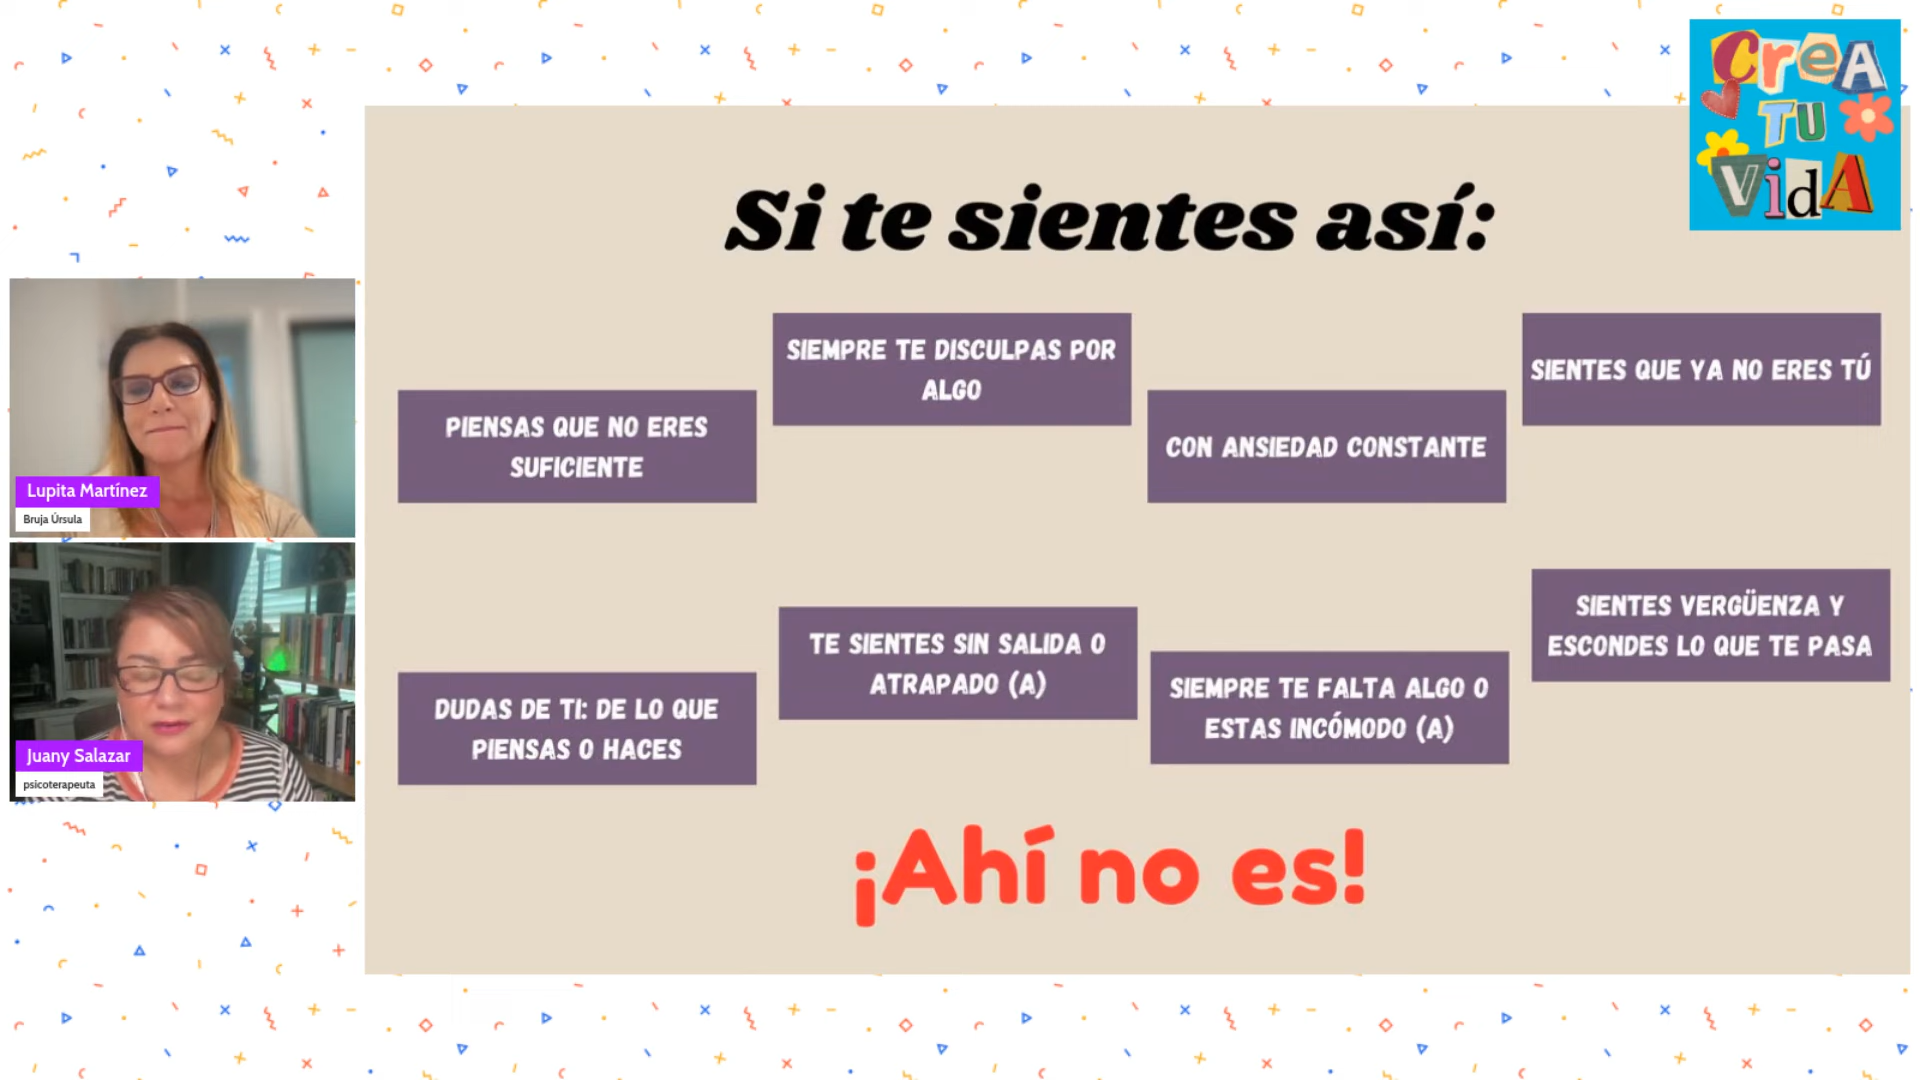 CreA
TU
VidA
Si te sientes así:
SIEMPRE TE DISCULPAS POR
ALGO
SIENTES QUE YA NO ERES TÚ
PIENSAS QUE NO ERES
SUFICIENTE
CON ANSIEDAD CONSTANTE
Lupita Martínez
Bruja Úrsula
SIENTES VERGÜENZA Y
ESCONDES LO QUE TE PASA
TE SIENTES SIN SALIDA O
ATRAPADO (A)
SIEMPRE TE FALTA ALGO O
ESTAS INCÓMODO (A)
DUDAS DE TI: DE LO QUE
PIENSAS O HACES
Juany Salazar
psicoterapeuta
¡Ahí no es!